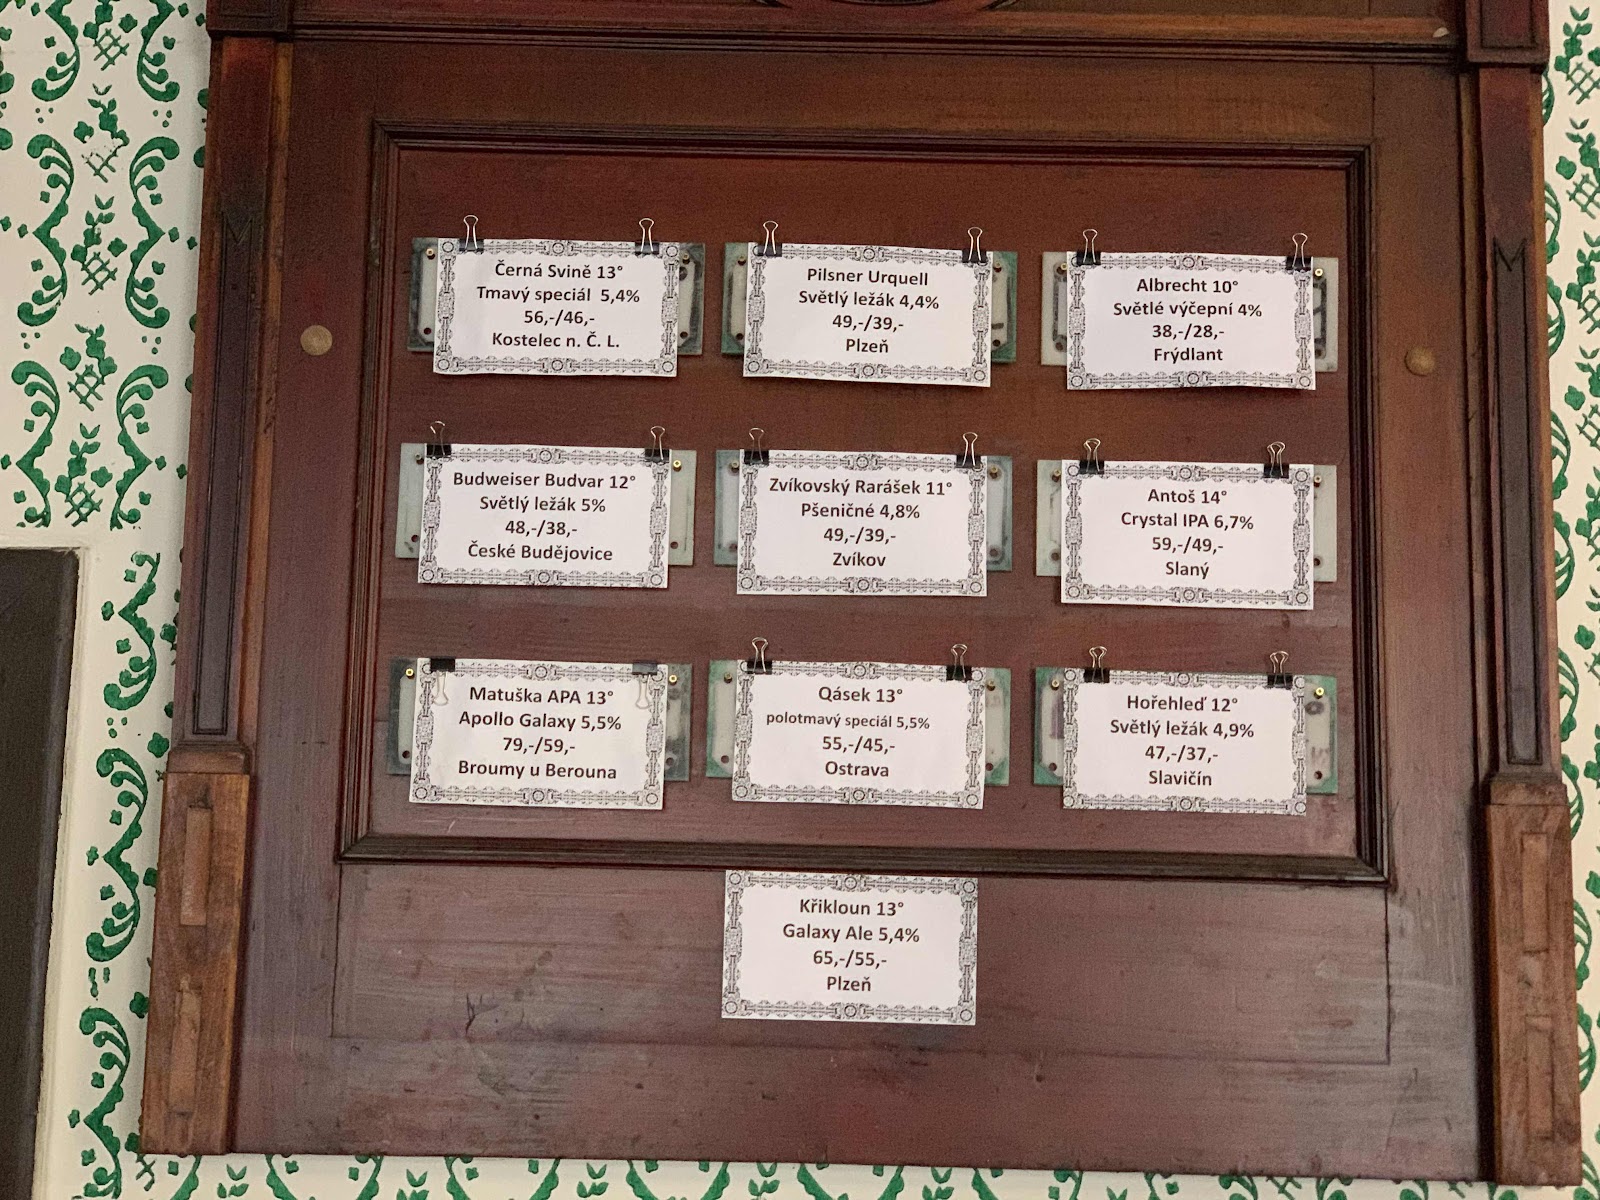 Černá Svině 13°
Tmavý speciál 5,4%
56,-/46,-
Kostelec n. Č. L.
Pilsner Urquell
Světlý ležák 4,4%
49,-/39,-
Plzeň
Albrecht 10°
Světlé výčepní 4%
38,-/28,-
Frýdlant
Budweiser Budvar 12°
Světlý ležák 5%
48,-/38,-
České Budějovice
Zvíkovský Rarášek 11°
Pšeničné 4,8%
49,-/39,-
Zvíkov
Antoš 14°
Crystal IPA 6,7%
59,-/49,-
Slaný
Matuška APA 13°
Apollo Galaxy 5,5%
79,-/59,-
Broumy u Berouna
Qásek 13°
polotmavý speciál 5,5%
55,-/45,-
Ostrava
Hořehleď 12°
Světlý ležák 4,9%
47,-/37,-
Slavičín
Křikloun 13°
Galaxy Ale 5,4%
65,-/55,-
Plzeň